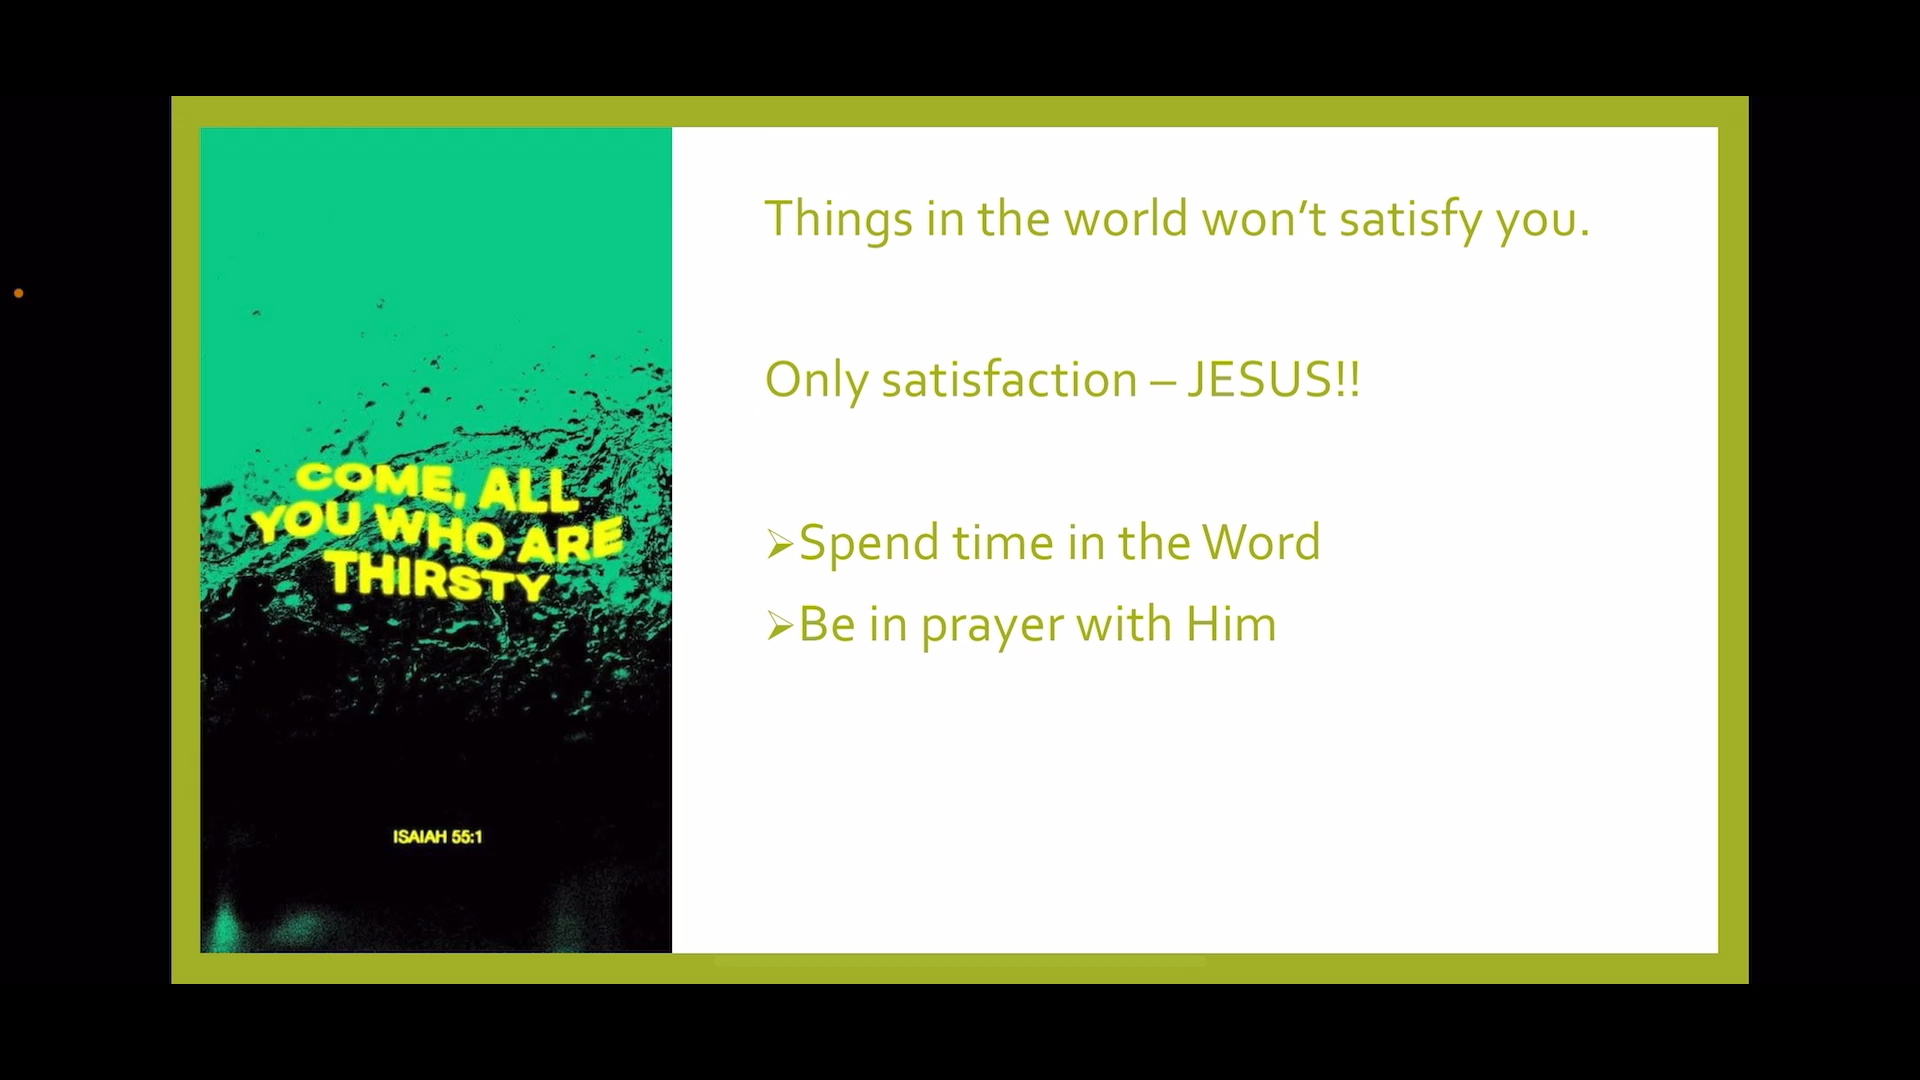 COME, ALL
YOU WHO ARE
THIRSTY
ISAIAH 55:1
Things in the world won’t satisfy you.
Only satisfaction – JESUS!!
➢Spend time in the Word
➢Be in prayer with Him